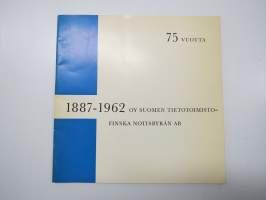 75 VUOTTA
1887-1962 OY SUOMEN TIETOTOIMISTO-
FINSKA NOTISBYRÅN AB